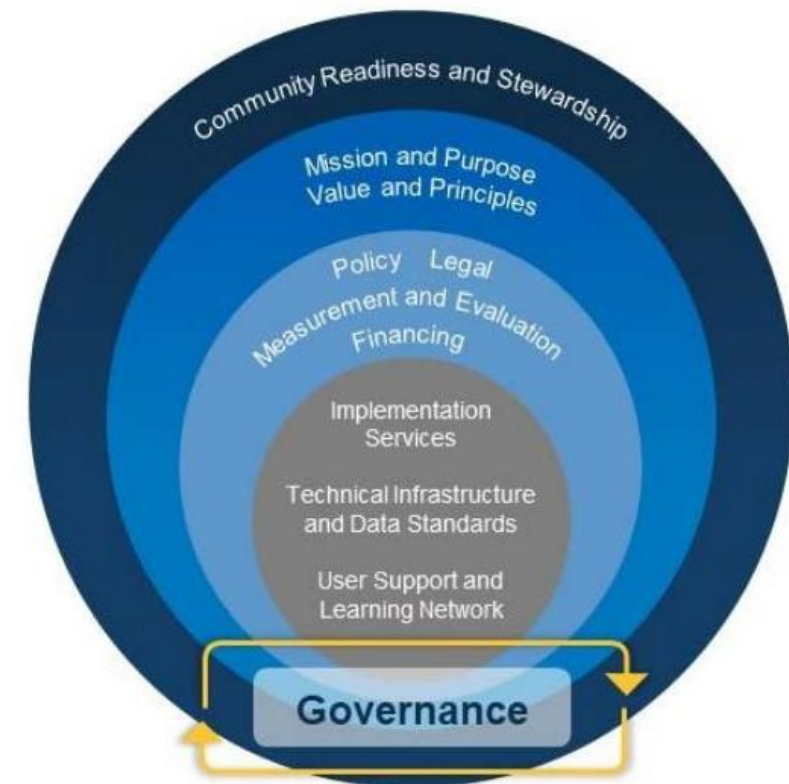 Community Readiness and Stewardship
Mission and Purpose
Value and Principles
Policy Legal
Measurement and Evaluation
Financing
Implementation
Services
Technical Infrastructure
and Data Standards
User Support and
Learning Network
Governance